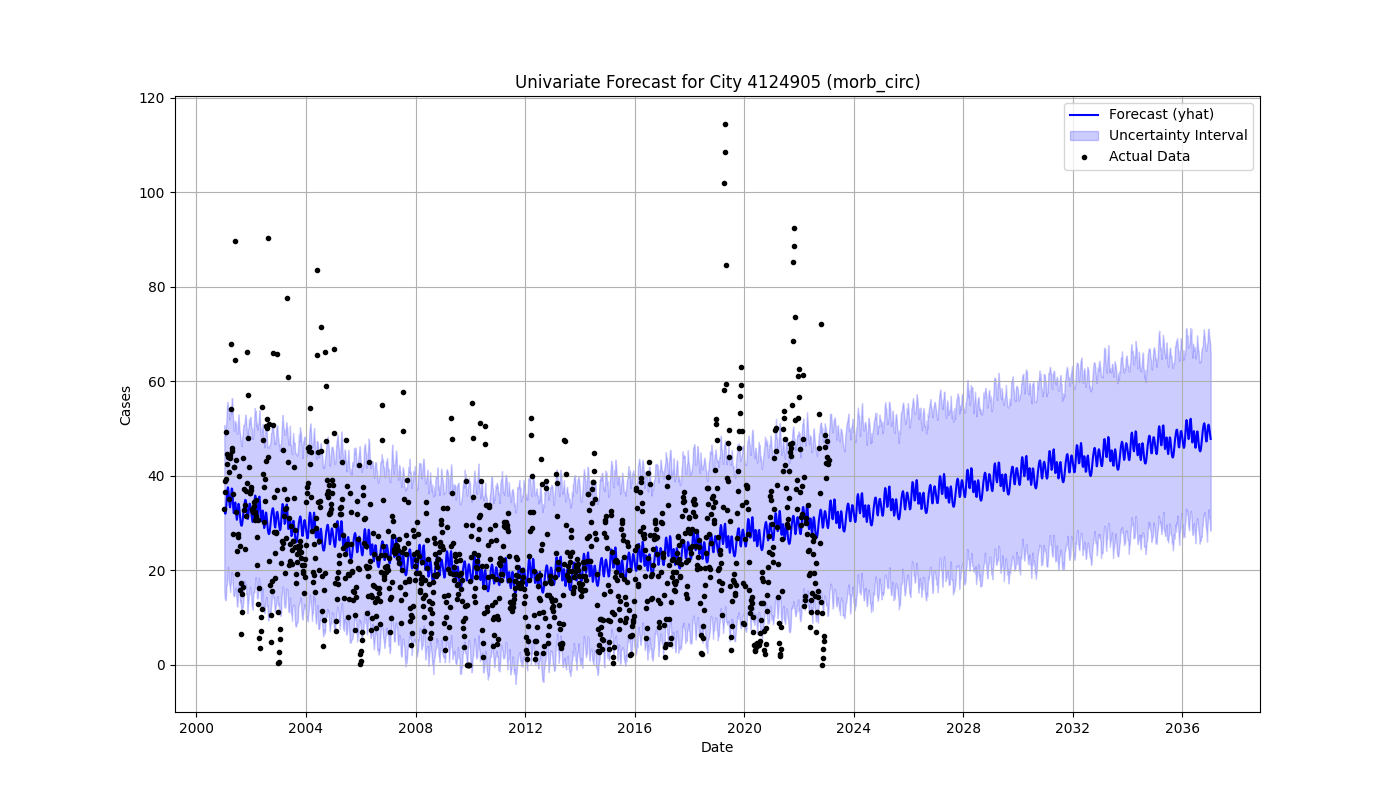 Univariate Forecast for City 4124905 (morb_circ)
Forecast (yhat)
Uncertainty Interval
Actual Data
Cases
120
100
80
60
40
20
0
2000 2004 2008 2012 2016 2020 2024 2028 2032 2036
Date